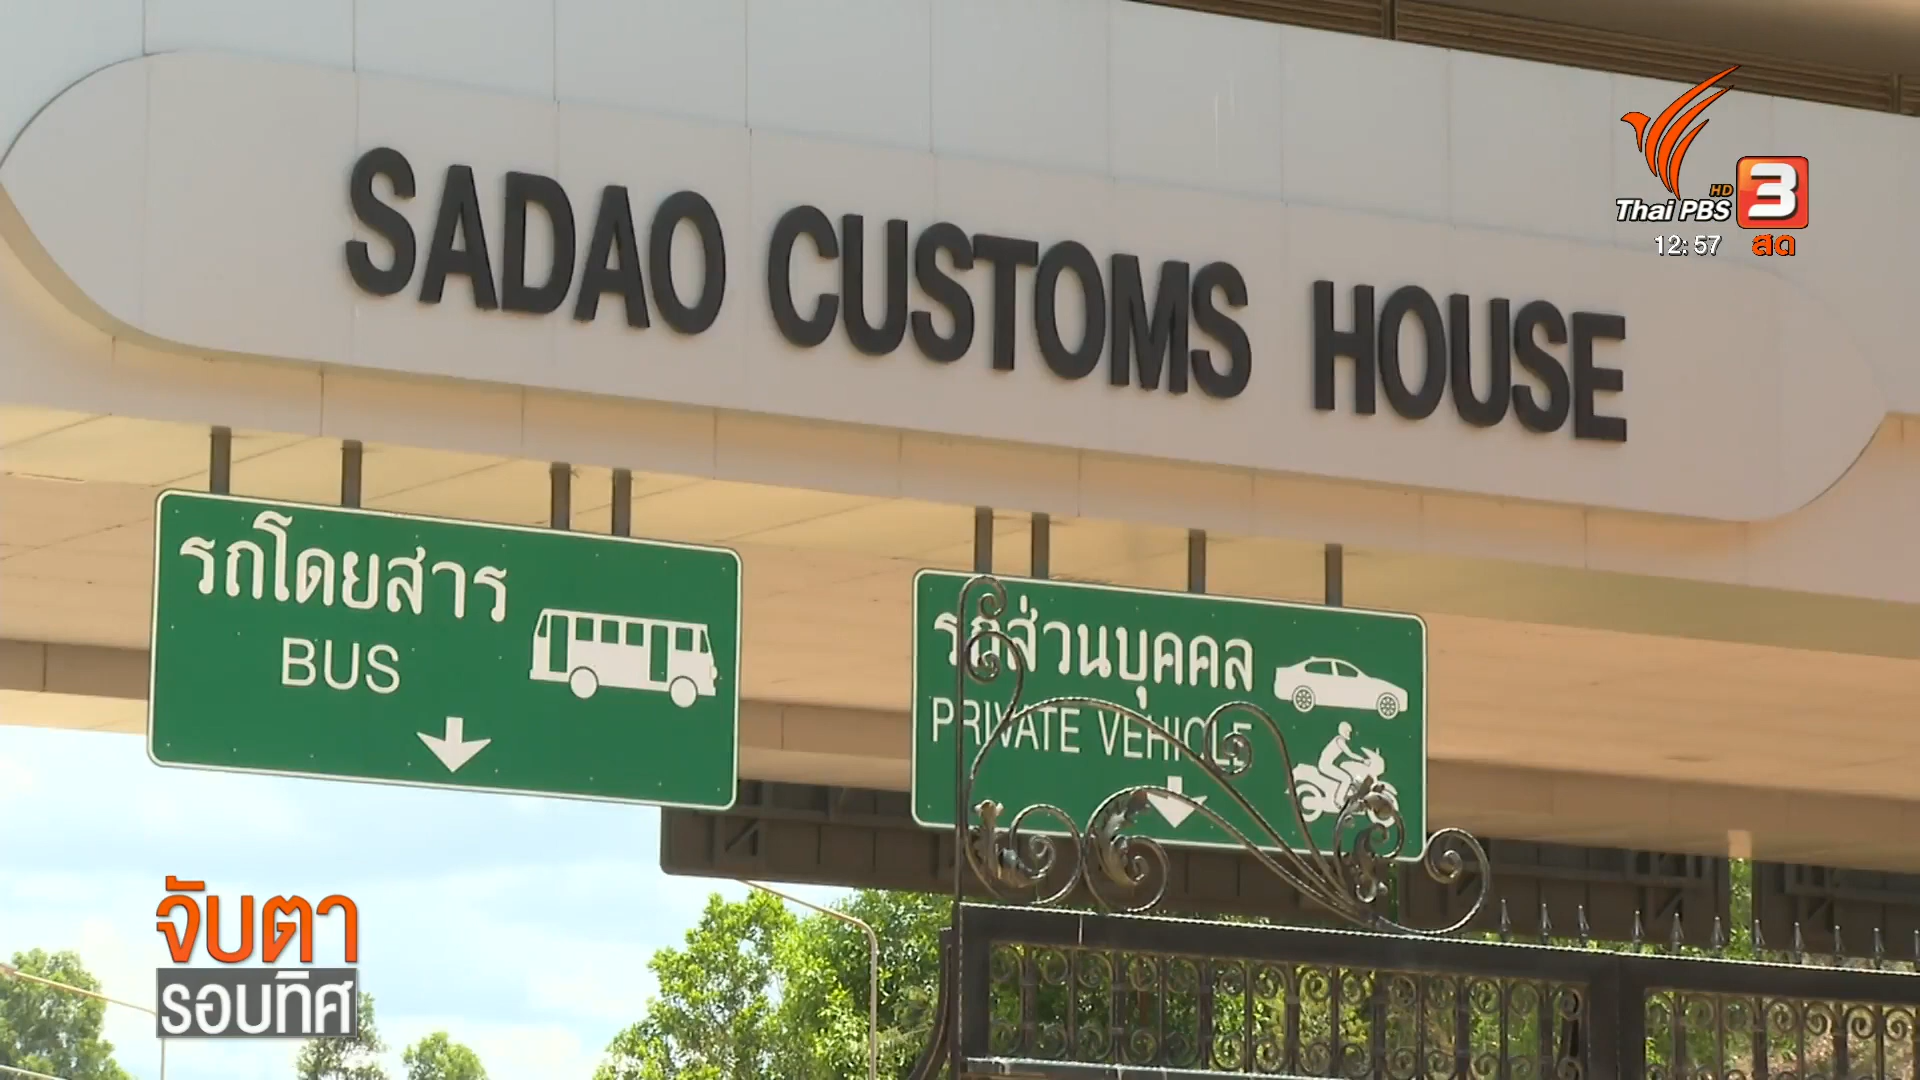 SADAO CUSTOMS HOUSE
HD
Thai PBS 3
12:57 สด
รถโดยสาร
BUS
รถส่วนบุคคล
PRIVATE VEHICLE
จับตา
รอบทิศ